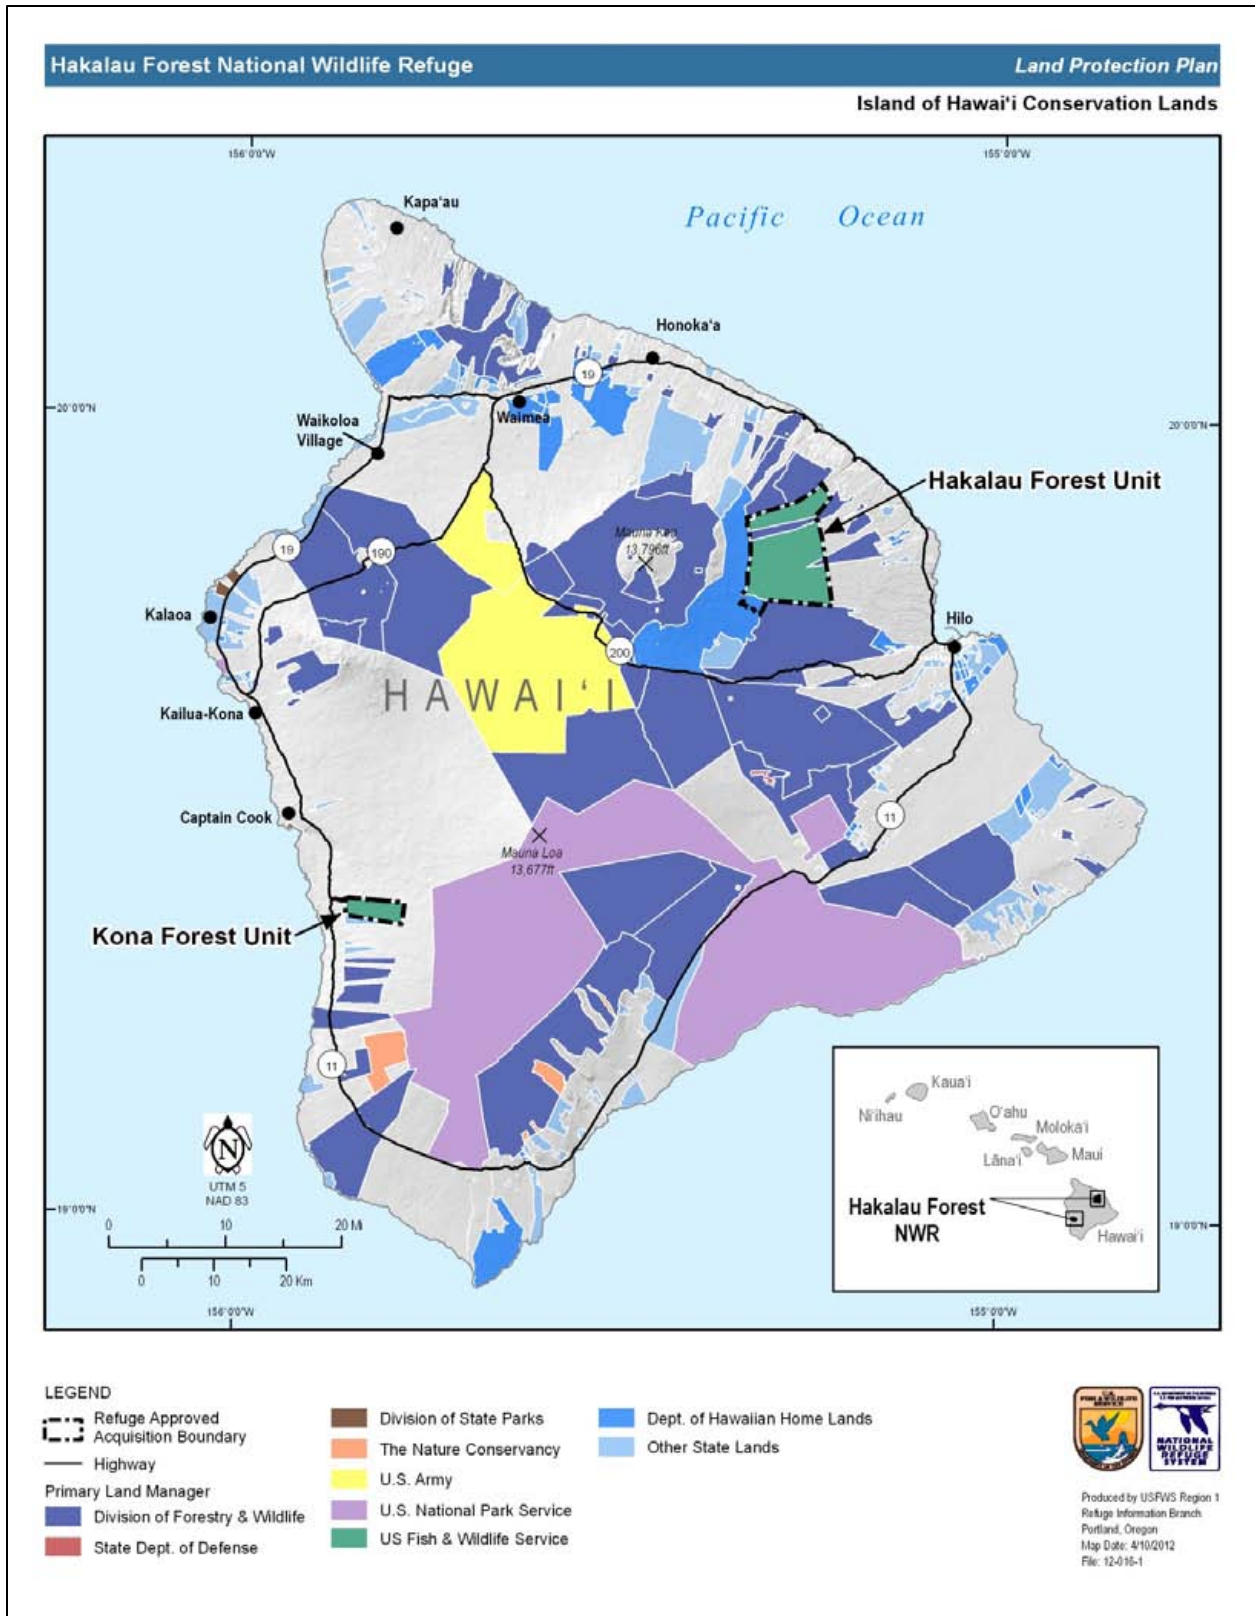 Hakalau Forest National Wildlife Refuge
Land Protection Plan
Island of Hawai‘i Conservation Lands
156°0'0"W
155°0'0"W
Kapa‘au
Pacific Ocean
Honoka‘a
19
20°0'0"N
20°0'0"N
Waimea
Waikoloa
Village
Hakalau Forest Unit
Mauna Kea
13,796ft
19
190
Kalaoa
Hilo
200
HAWAI‘I
Kailua-Kona
Captain Cook
11
Mauna Loa
13,677ft
Kona Forest Unit
11
Kaua‘i
Ni‘ihau
O‘ahu
Moloka‘i
Lāna‘i
Maui
Hakalau Forest
NWR
Hawai‘i
N
UTM 5
NAD 83
19°0'0"N
19°0'0"N
0 10 20 Mi
0 10 20 Km
156°0'0"W
155°0'0"W
LEGEND
Refuge Approved
Acquisition Boundary
Highway
Primary Land Manager
Division of Forestry & Wildlife
State Dept. of Defense
Division of State Parks
The Nature Conservancy
U.S. Army
U.S. National Park Service
US Fish & Wildlife Service
Dept. of Hawaiian Home Lands
Other State Lands
U.S.
FISH & WILDLIFE
SERVICE
NATIONAL
WILDLIFE
REFUGE
SYSTEM
Produced by USFWS Region 1
Refuge Information Branch
Portland, Oregon
Map Date: 4/10/2012
File: 12-016-1